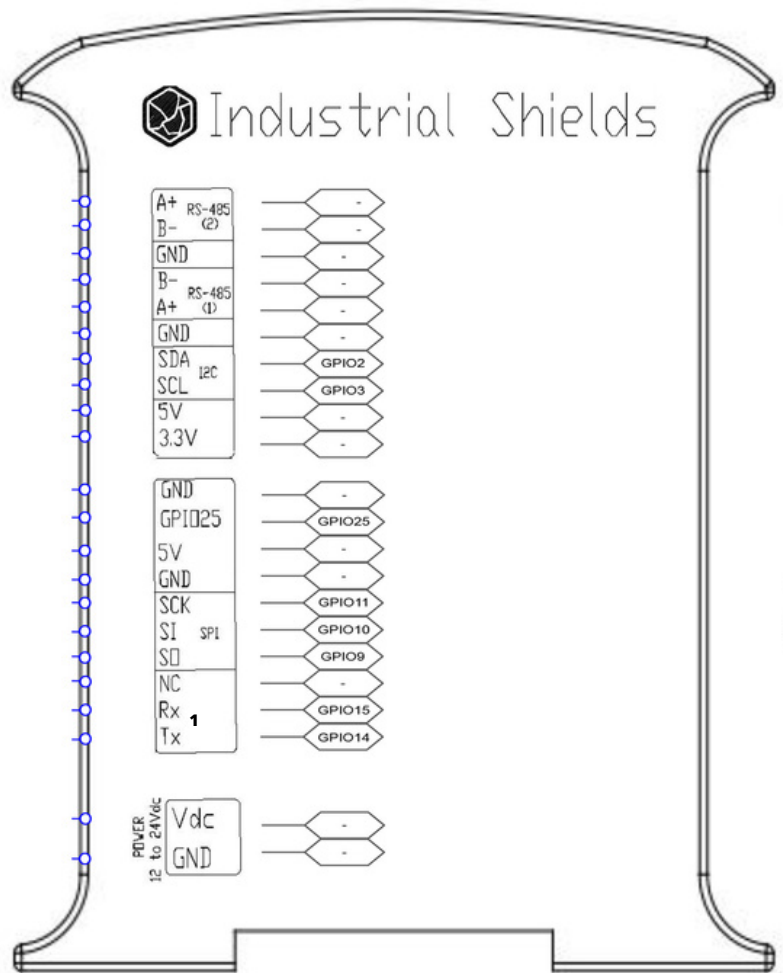 Industrial Shields
A+ RS-485 (2) -
B- -
GND -
B- RS-485 (1) -
A+ -
GND -
SDA I2C GPIO2
SCL GPIO3
5V -
3.3V -
GND -
GPIO25 GPIO25
5V -
GND -
SCK GPIO11
SI SPI GPIO10
SO GPIO9
NC -
Rx 1 GPIO15
Tx GPIO14
POWER
12 to 24Vdc
Vdc -
GND -